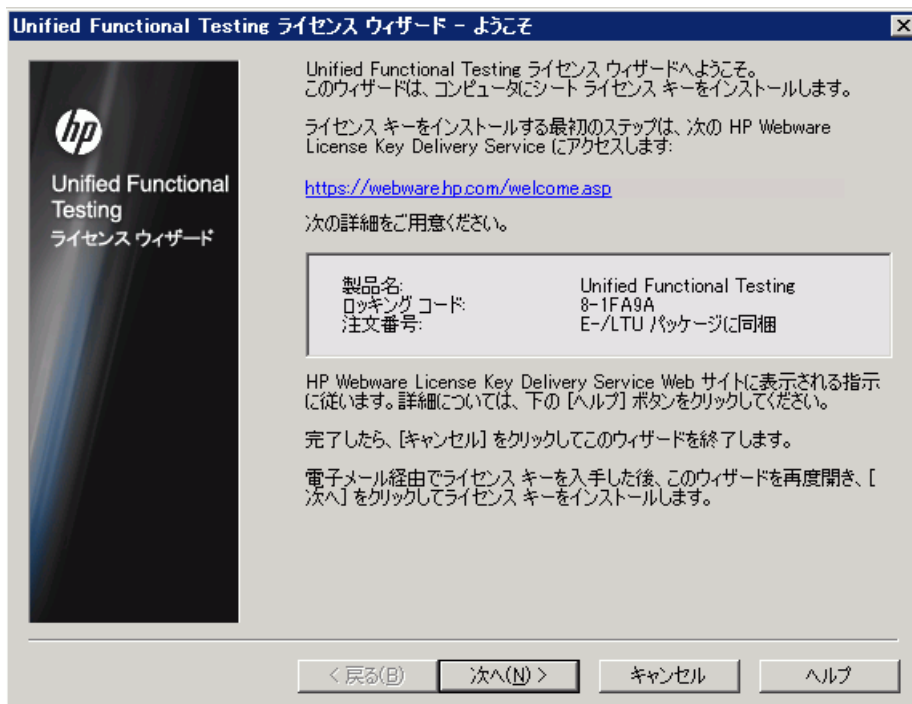 Unified Functional Testing ライセンス ウィザード - ようこそ
hp
Unified Functional
Testing
ライセンス ウィザード
Unified Functional Testing ライセンス ウィザードへようこそ。
このウィザードは、コンピュータにシート ライセンス キーをインストールします。
ライセンス キーをインストールする最初のステップは、次の HP Webware
License Key Delivery Service にアクセスします:
https://webware.hp.com/welcome.asp
次の詳細をご用意ください。
製品名: Unified Functional Testing
ロッキング コード: 8-1FA9A
注文番号: E-/LTU パッケージに同梱
HP Webware License Key Delivery Service Web サイトに表示される指示
に従います。詳細については、下の [ヘルプ] ボタンをクリックしてください。
完了したら、[キャンセル] をクリックしてこのウィザードを終了します。
電子メール経由でライセンス キーを入手した後、このウィザードを再度開き、[
次へ] をクリックしてライセンス キーをインストールします。
< 戻る(B) 次へ(N) > キャンセル ヘルプ